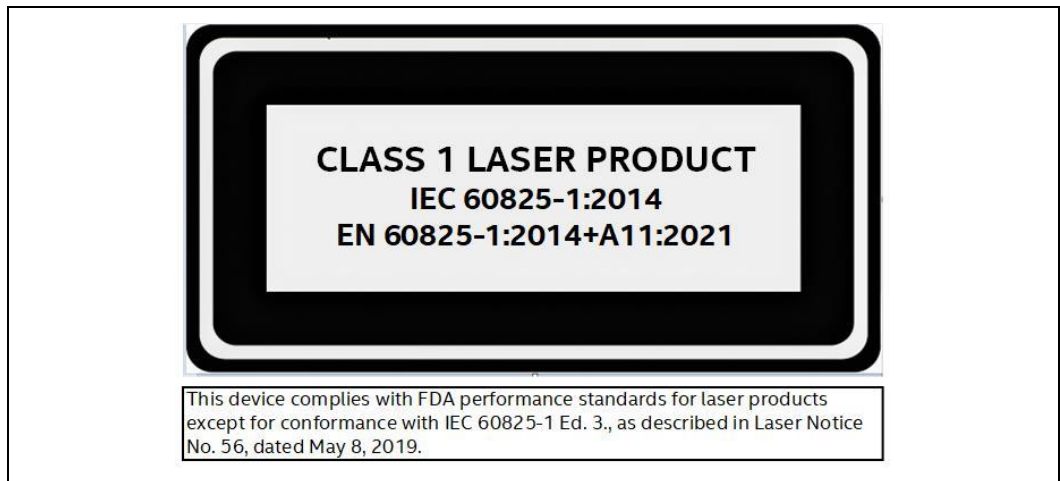 CLASS 1 LASER PRODUCT
IEC 60825-1:2014
EN 60825-1:2014+A11:2021
This device complies with FDA performance standards for laser products
except for conformance with IEC 60825-1 Ed. 3., as described in Laser Notice
No. 56, dated May 8, 2019.